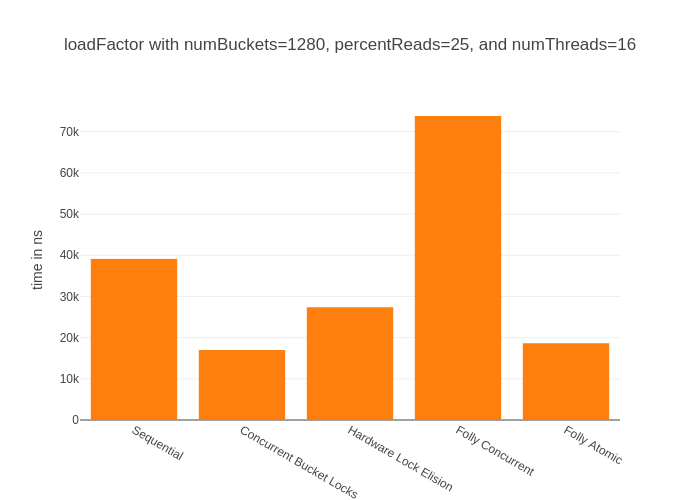 loadFactor with numBuckets=1280, percentReads=25, and numThreads=16
time in ns
70k
60k
50k
40k
30k
20k
10k
0
Sequential
Concurrent Bucket Locks
Hardware Lock Elision
Folly Concurrent
Folly Atomic